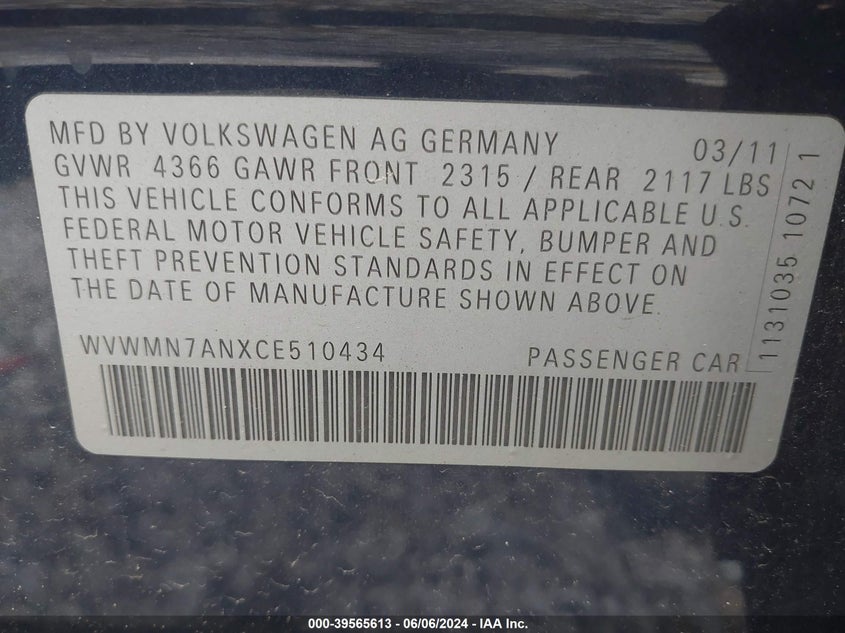 MFD BY VOLKSWAGEN AG GERMANY 03/11
GVWR 4366 GAWR FRONT 2315 / REAR 2117 LBS
THIS VEHICLE CONFORMS TO ALL APPLICABLE U.S.
FEDERAL MOTOR VEHICLE SAFETY, BUMPER AND
THEFT PREVENTION STANDARDS IN EFFECT ON
THE DATE OF MANUFACTURE SHOWN ABOVE.
WVWMN7ANXCE510434 PASSENGER CAR
1131035 1072 1
000-39565613 - 06/06/2024 - IAA Inc.